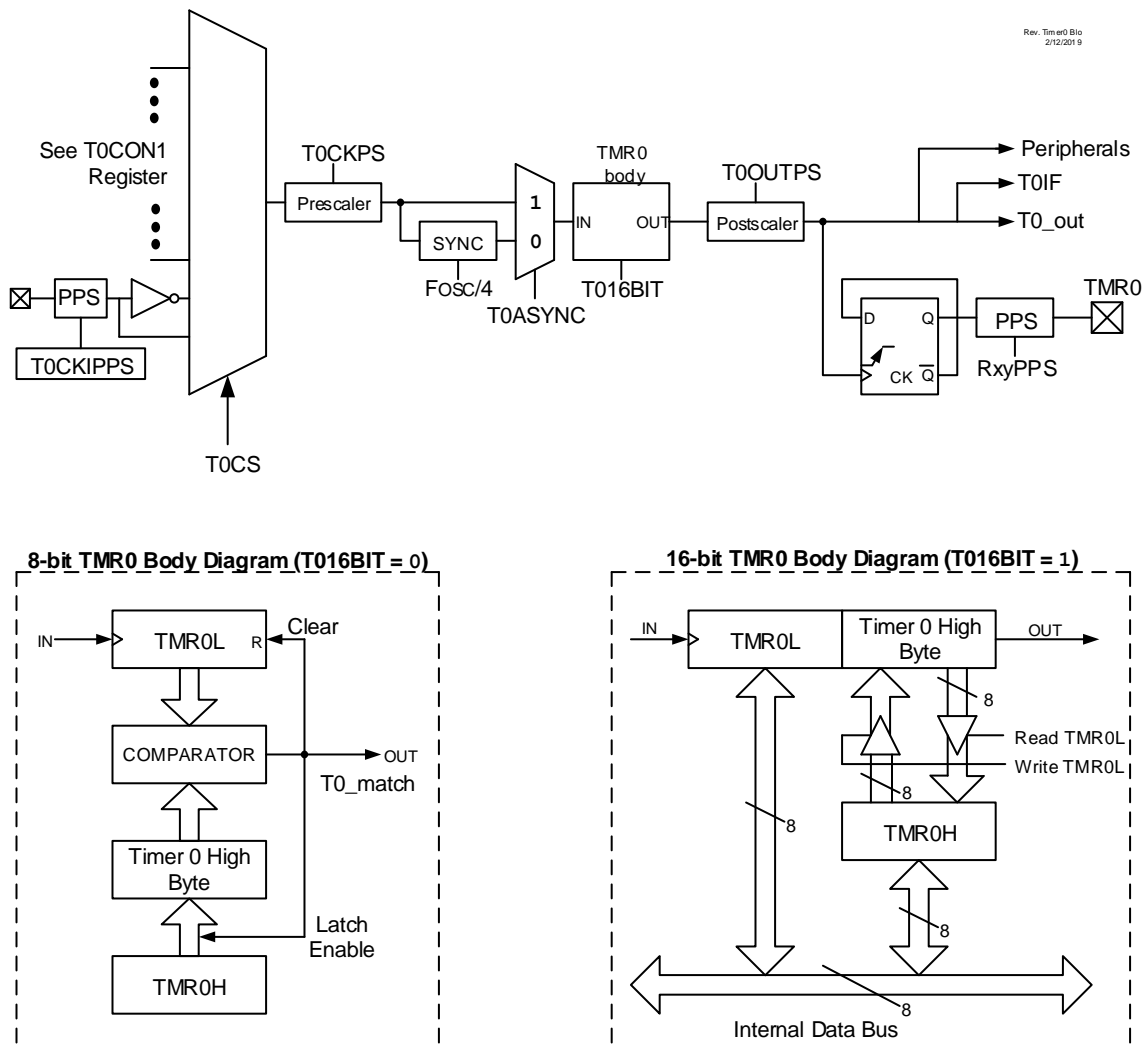 Rev. Timer0 Blo
2/12/2019
See T0CON1
Register
T0CKPS
Prescaler
SYNC
FOSC/4
1
0
T0ASYNC
TMR0
body
IN
OUT
T016BIT
T0OUTPS
Postscaler
Peripherals
T0IF
T0_out
PPS
T0CKIPPS
T0CS
D
Q
CK
Q
PPS
RxyPPS
TMR0
8-bit TMR0 Body Diagram (T016BIT = 0)
IN
TMR0L
R
Clear
COMPARATOR
OUT
T0_match
Timer 0 High
Byte
Latch
Enable
TMR0H
16-bit TMR0 Body Diagram (T016BIT = 1)
IN
TMR0L
Timer 0 High
Byte
OUT
8
Read TMR0L
Write TMR0L
8
8
TMR0H
8
8
Internal Data Bus